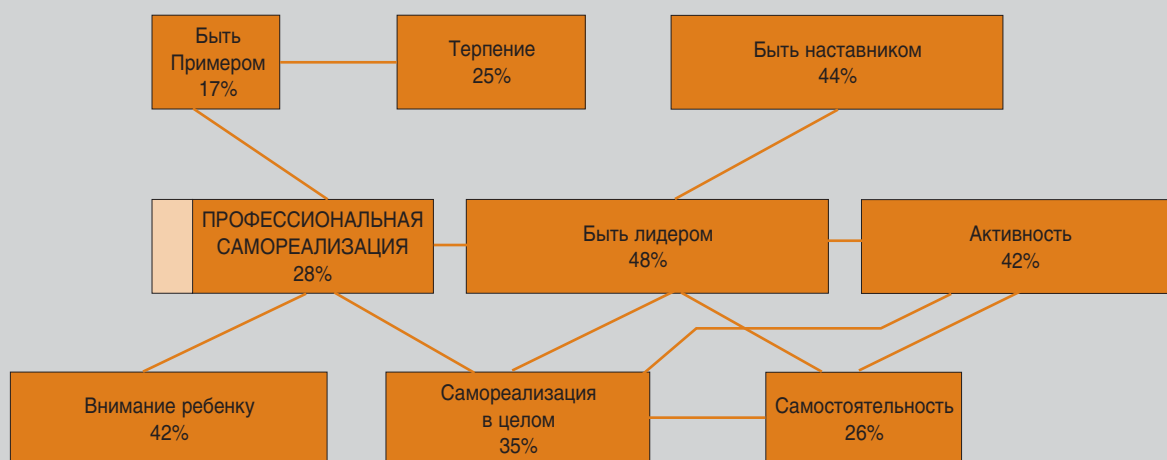 Быть
Примером
17%
Терпение
25%
Быть наставником
44%
ПРОФЕССИОНАЛЬНАЯ
САМОРЕАЛИЗАЦИЯ
28%
Быть лидером
48%
Активность
42%
Внимание ребенку
42%
Самореализация
в целом
35%
Самостоятельность
26%